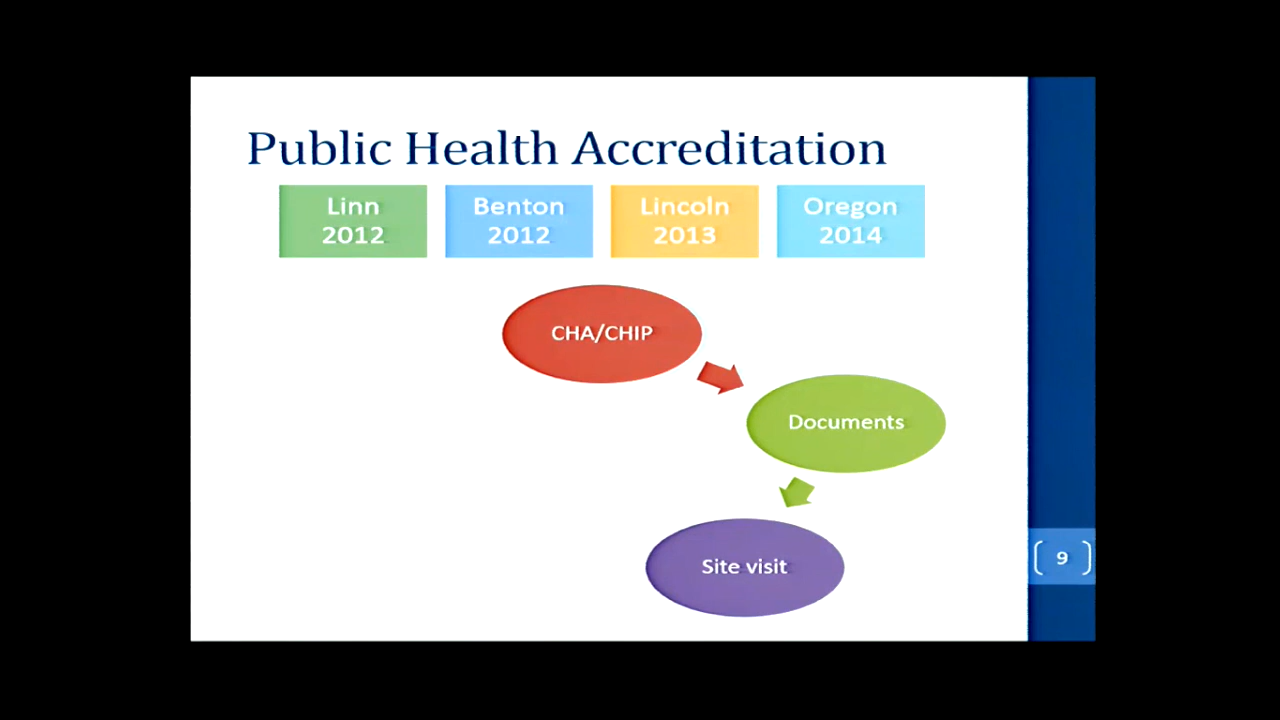 Public Health Accreditation
Linn
2012
Benton
2012
Lincoln
2013
Oregon
2014
CHA/CHIP
Documents
Site visit
9